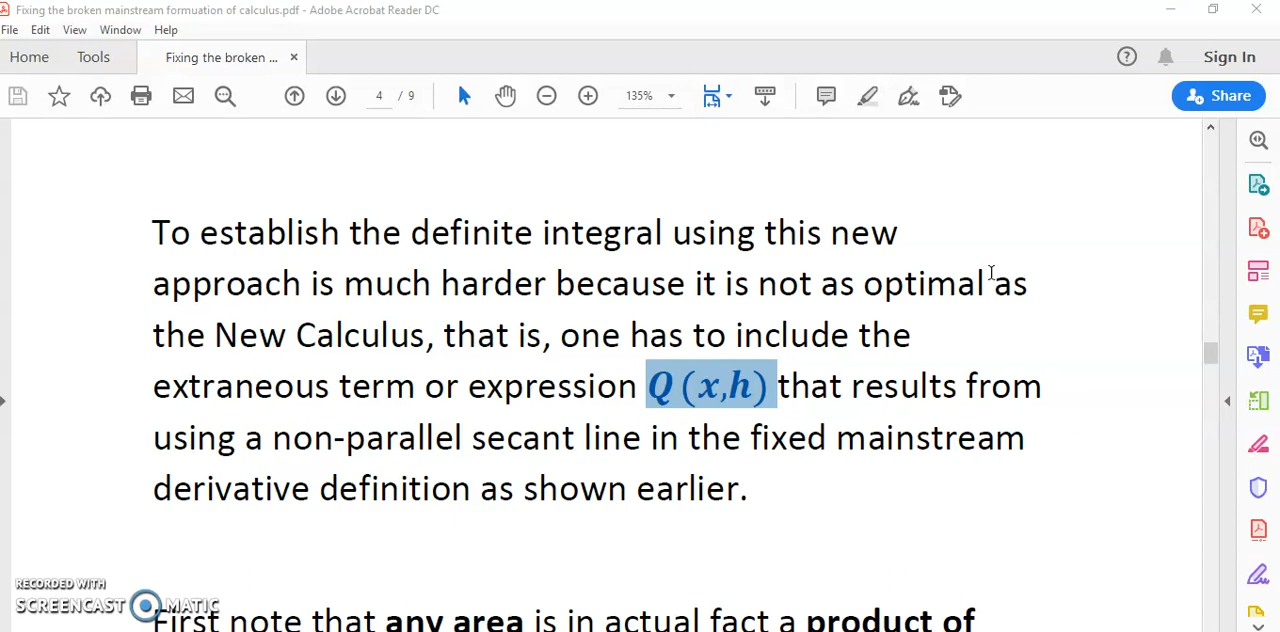 Fixing the broken mainstream formuation of calculus.pdf - Adobe Acrobat Reader DC
File Edit View Window Help
Home Tools Fixing the broken ... × Sign In
4 / 9 135% Share
To establish the definite integral using this new
approach is much harder because it is not as optimal as
the New Calculus, that is, one has to include the
extraneous term or expression Q (x,h) that results from
using a non-parallel secant line in the fixed mainstream
derivative definition as shown earlier.
RECORDED WITH
SCREENCAST MATIC
First note that any area is in actual fact a product of